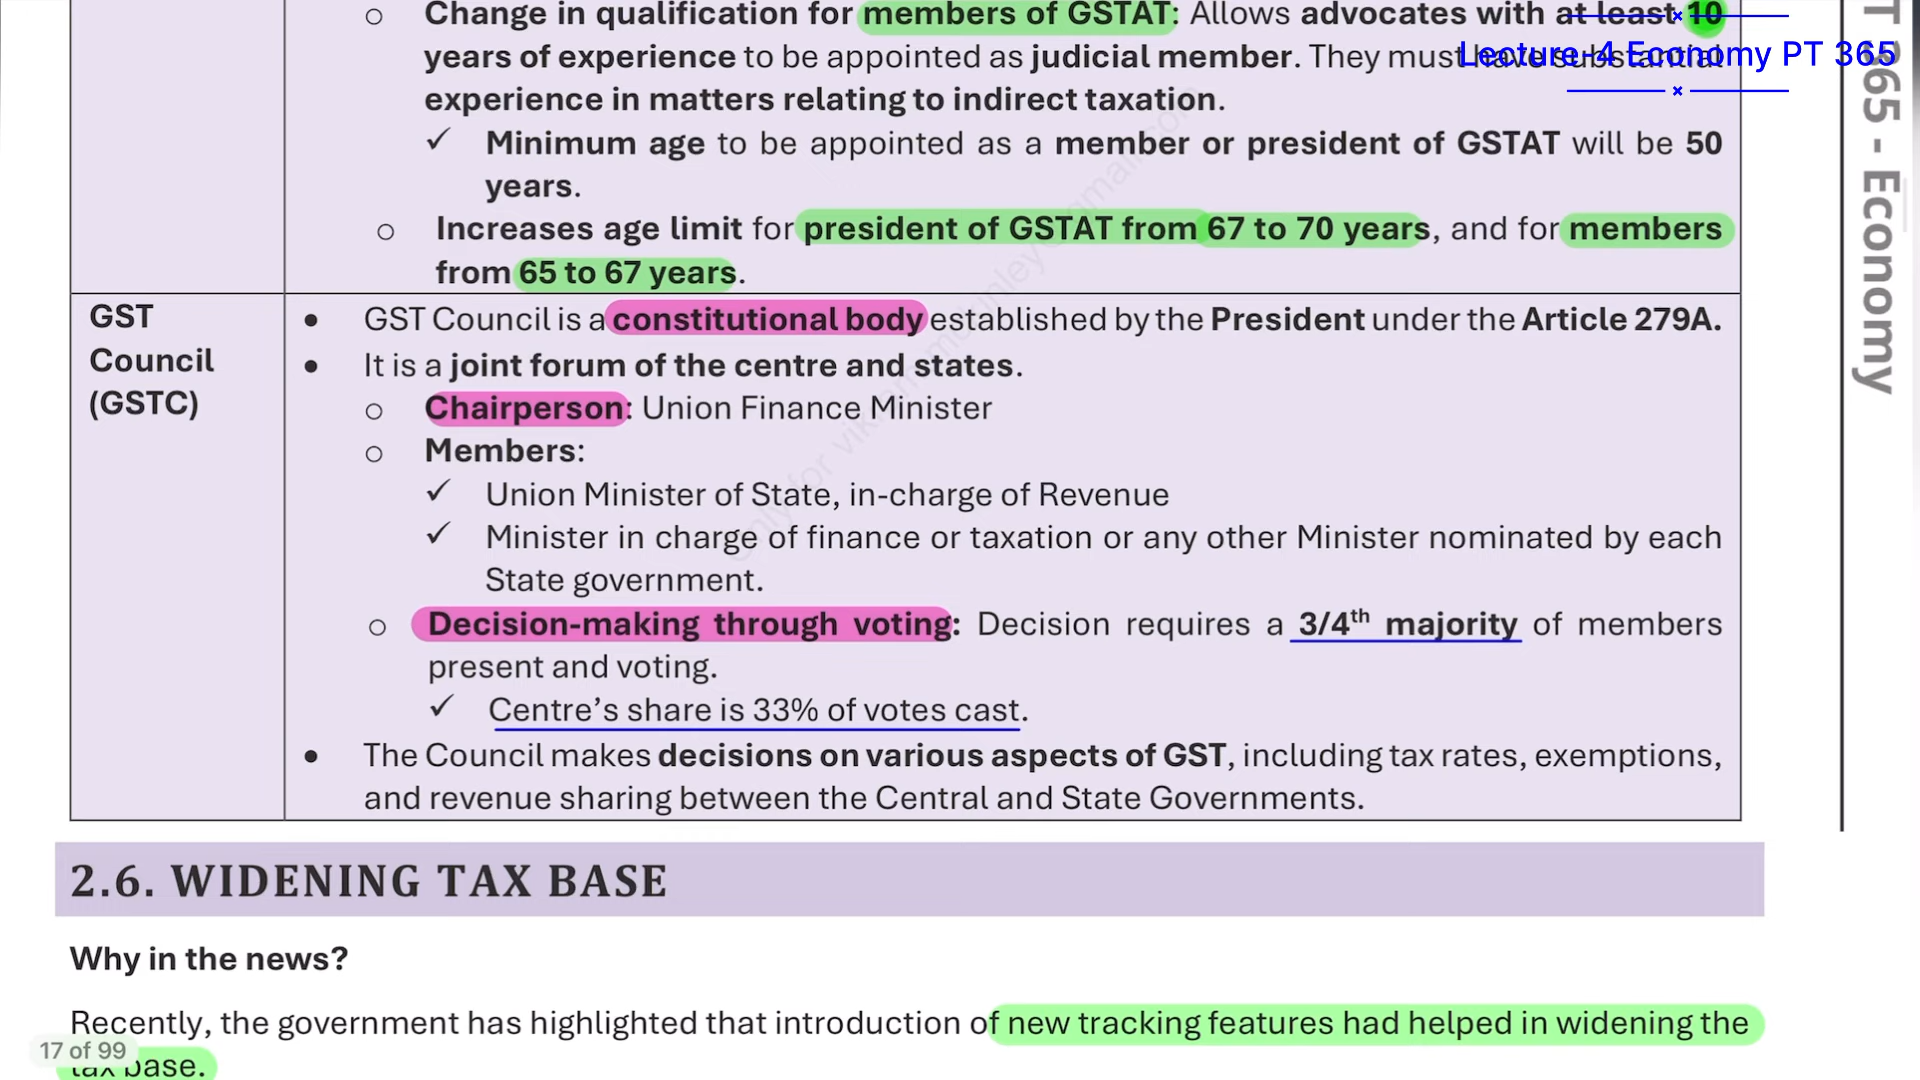 Change in qualification for members of GSTAT: Allows advocates with at least 10
Lecture-4 Economy PT 365
years of experience to be appointed as judicial member. They must have substantial
experience in matters relating to indirect taxation.
✓ Minimum age to be appointed as a member or president of GSTAT will be 50
years.
○ Increases age limit for president of GSTAT from 67 to 70 years, and for members
from 65 to 67 years.
GST
Council
(GSTC)
● GST Council is a constitutional body established by the President under the Article 279A.
● It is a joint forum of the centre and states.
○ Chairperson: Union Finance Minister
○ Members:
✓ Union Minister of State, in-charge of Revenue
✓ Minister in charge of finance or taxation or any other Minister nominated by each
State government.
○ Decision-making through voting: Decision requires a 3/4th majority of members
present and voting.
✓ Centre’s share is 33% of votes cast.
● The Council makes decisions on various aspects of GST, including tax rates, exemptions,
and revenue sharing between the Central and State Governments.
2.6. WIDENING TAX BASE
Why in the news?
Recently, the government has highlighted that introduction of new tracking features had helped in widening the
tax base.
17 of 99
T 365 - Economy